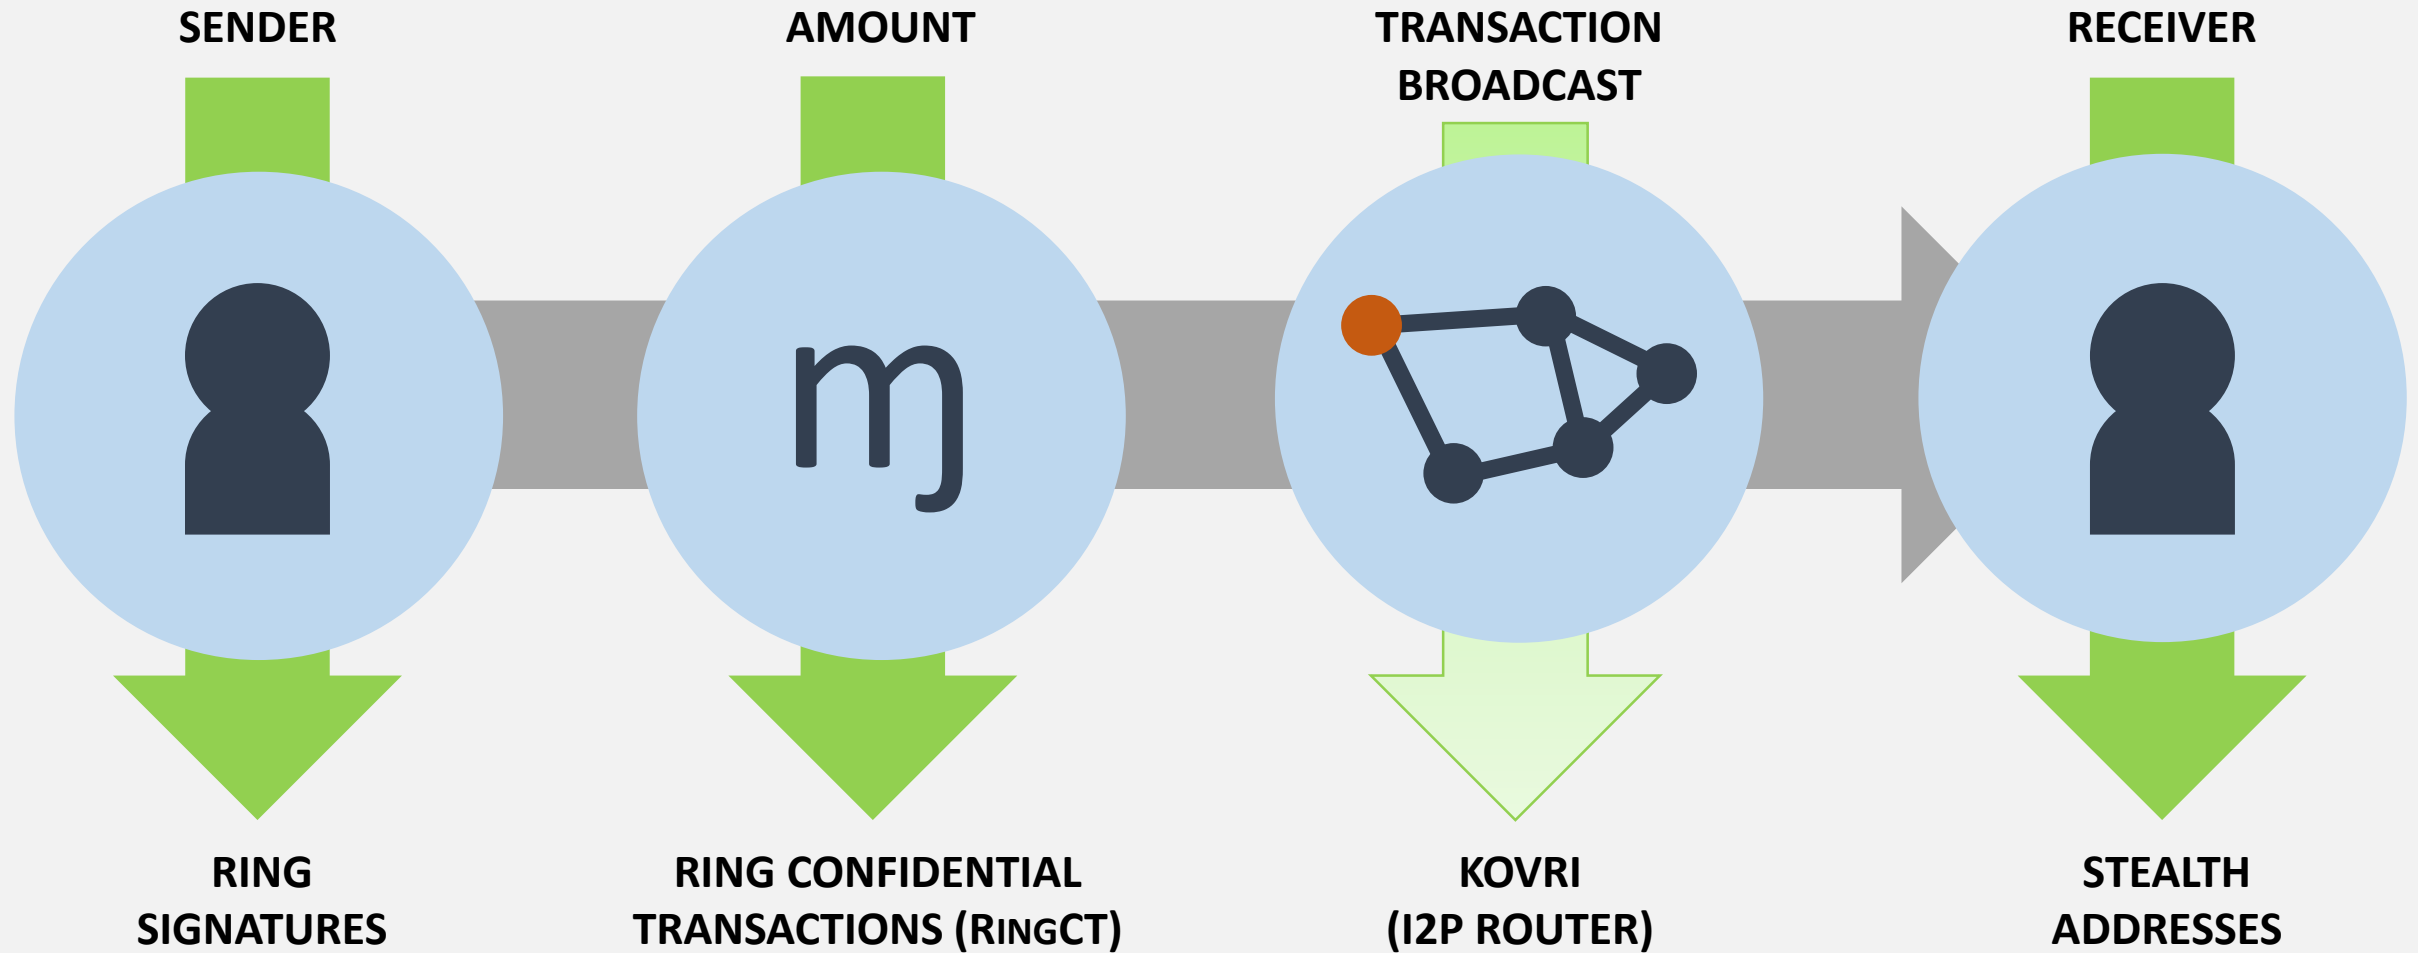 SENDER
AMOUNT
TRANSACTION
BROADCAST
RECEIVER
ɱ
RING
SIGNATURES
RING CONFIDENTIAL
TRANSACTIONS (RINGCT)
KOVRI
(I2P ROUTER)
STEALTH
ADDRESSES